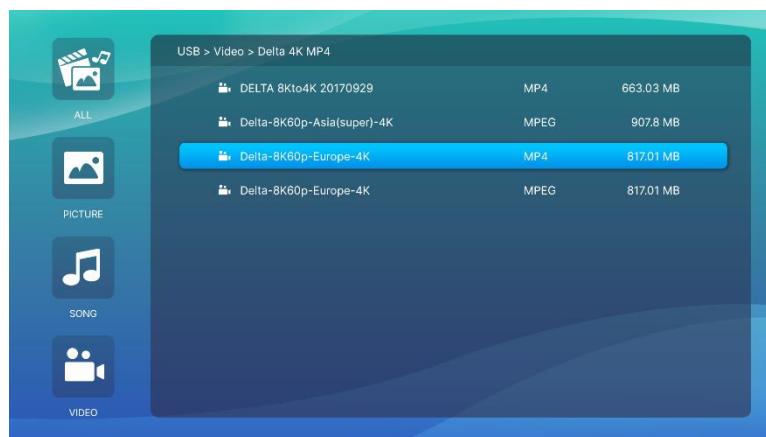 USB > Video > Delta 4K MP4
DELTA 8Kto4K 20170929 MP4 663.03 MB
Delta-8K60p-Asia(super)-4K MPEG 907.8 MB
Delta-8K60p-Europe-4K MP4 817.01 MB
Delta-8K60p-Europe-4K MPEG 817.01 MB
ALL
PICTURE
SONG
VIDEO